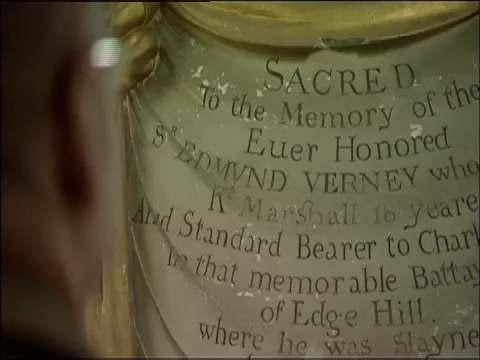 SACRED
To the Memory of the
Euer Honored
Sr EDMVND VERNEY who
Kt Marshall 18 yeare
And Standard Bearer to Charl
In that memorable Battay
of Edge Hill.
where he was slayne